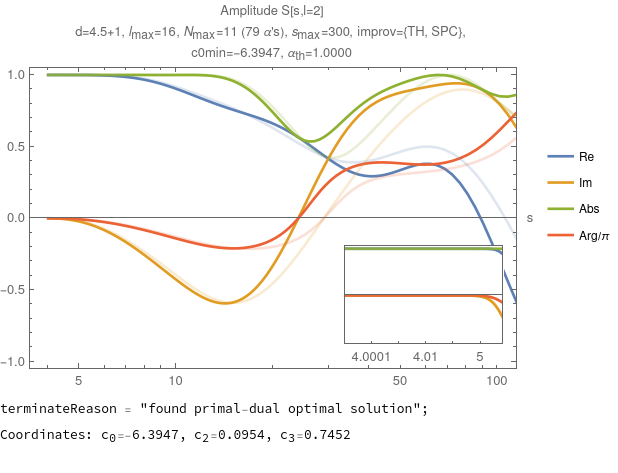 Amplitude S[s,l=2]
d=4.5+1, lmax=16, Nmax=11 (79 α's), smax=300, improv={TH, SPC},
c0min=−6.3947, αth=1.0000
1.0
0.5
0.0
−0.5
−1.0
5
10
50
100
s
4.0001
4.01
5
Re
Im
Abs
Arg/π
terminateReason = "found primal-dual optimal solution";
Coordinates: c0=-6.3947, c2=0.0954, c3=0.7452